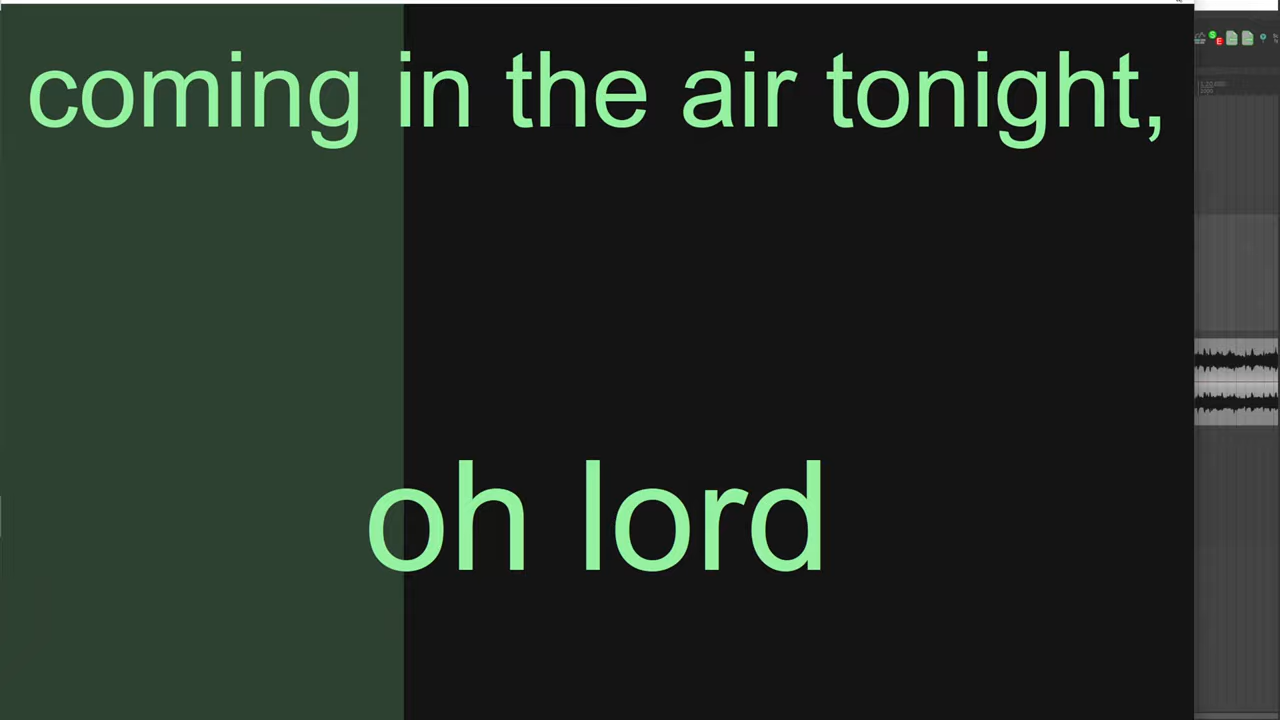 coming in the air tonight,
oh lord